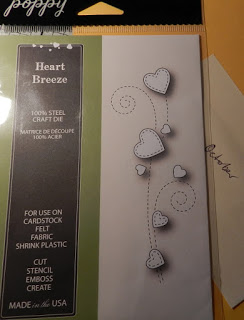 poppy
Heart
Breeze
100% STEEL
CRAFT DIE
MATRICE DE DÉCOUPE
100% ACIER
FOR USE ON
CARDSTOCK
FELT
FABRIC
SHRINK PLASTIC
CUT
STENCIL
EMBOSS
CREATE
MADE in the USA
October